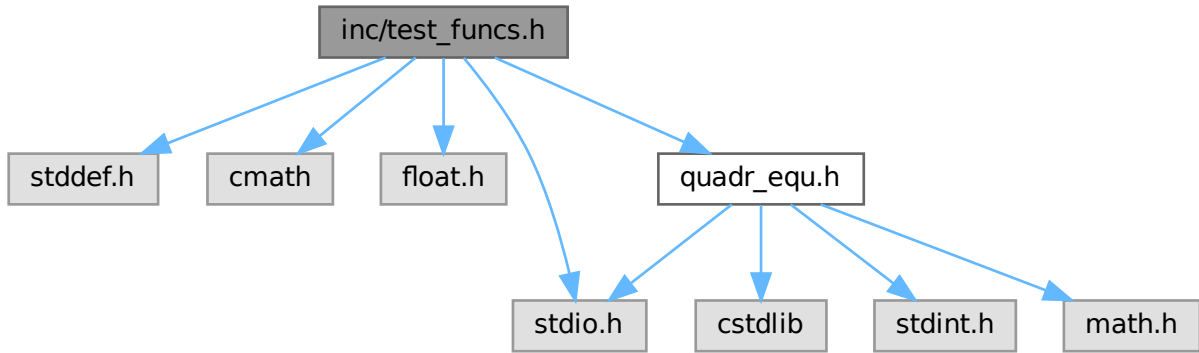 inc/test_funcs.h
stddef.h
cmath
float.h
quadr_equ.h
stdio.h
cstdlib
stdint.h
math.h